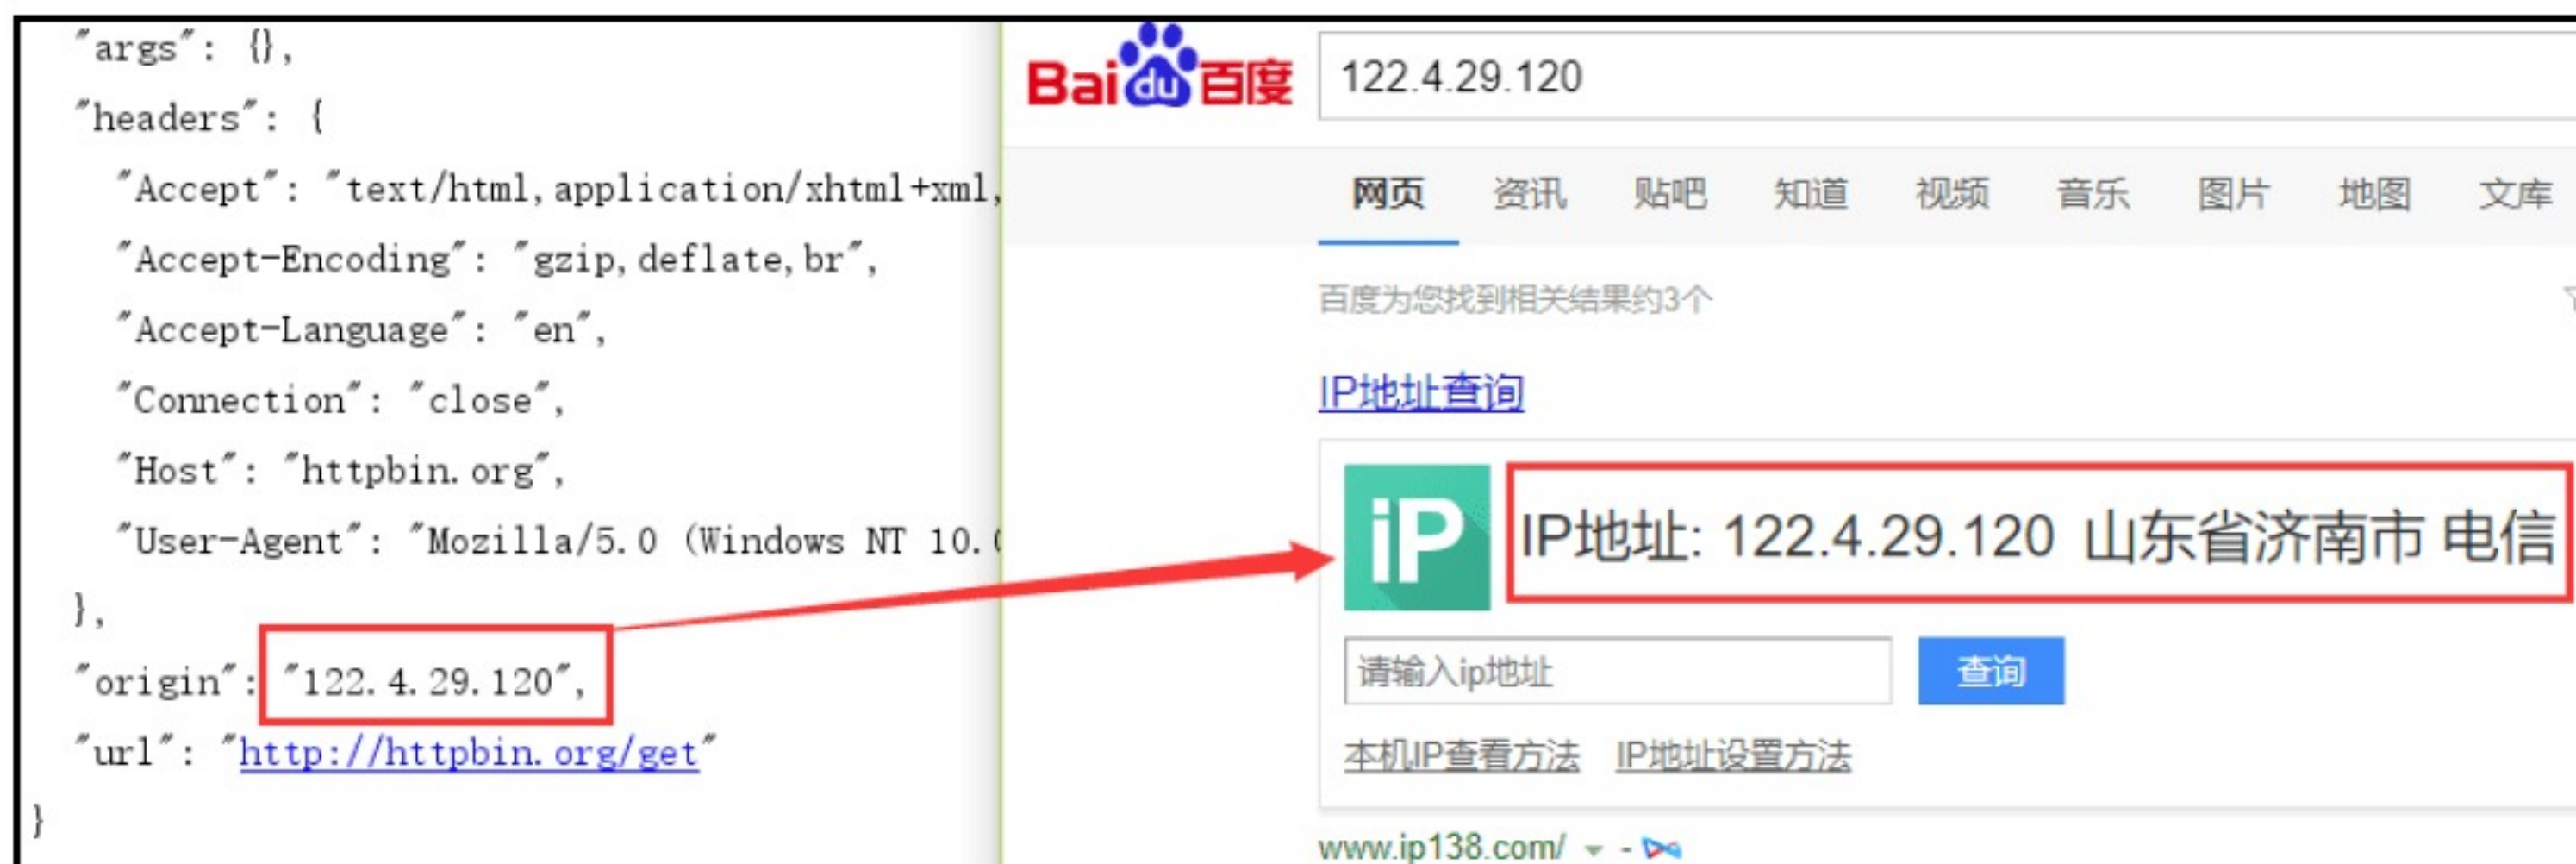 "args": {},
"headers": {
"Accept": "text/html,application/xhtml+xml,
"Accept-Encoding": "gzip,deflate,br",
"Accept-Language": "en",
"Connection": "close",
"Host": "httpbin.org",
"User-Agent": "Mozilla/5.0 (Windows NT 10.
},
"origin": "122.4.29.120",
"url": "http://httpbin.org/get"
}
Bai du 百度 122.4.29.120
网页 资讯 贴吧 知道 视频 音乐 图片 地图 文库
百度为您找到相关结果约3个
IP地址查询
iP IP地址: 122.4.29.120 山东省济南市 电信
请输入ip地址 查询
本机IP查看方法 IP地址设置方法
www.ip138.com/ -